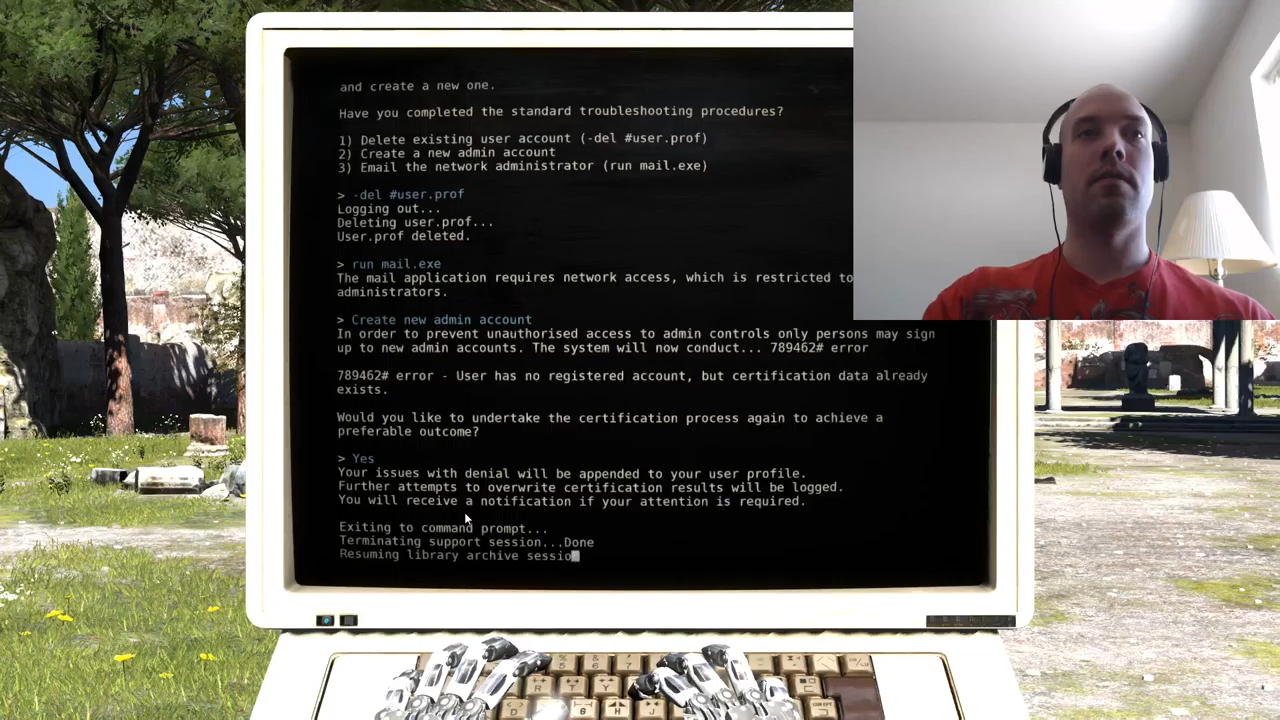 and create a new one.
Have you completed the standard troubleshooting procedures?
1) Delete existing user account (-del #user.prof)
2) Create a new admin account
3) Email the network administrator (run mail.exe)
> -del #user.prof
Logging out...
Deleting user.prof...
User.prof deleted.
> run mail.exe
The mail application requires network access, which is restricted to
administrators.
> Create new admin account
In order to prevent unauthorised access to admin controls only persons may sign
up to new admin accounts. The system will now conduct... 789462# error
789462# error - User has no registered account, but certification data already
exists.
Would you like to undertake the certification process again to achieve a
preferable outcome?
> Yes
Your issues with denial will be appended to your user profile.
Further attempts to overwrite certification results will be logged.
You will receive a notification if your attention is required.
Exiting to command prompt...
Terminating support session...Done
Resuming library archive sessio